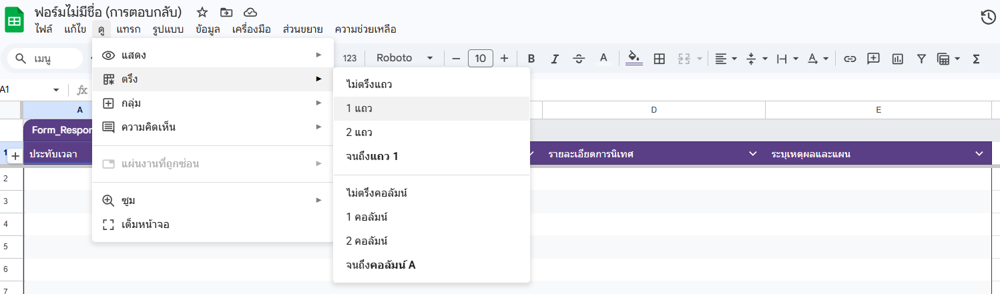 ฟอร์มไม่มีชื่อ (การตอบกลับ)
ไฟล์ แก้ไข ดู แทรก รูปแบบ ข้อมูล เครื่องมือ ส่วนขยาย ความช่วยเหลือ
เมนู 123 Roboto 10 B I S A
A1 fx
แสดง
ตรึง
กลุ่ม
ความคิดเห็น
แผ่นงานที่ถูกซ่อน
ซูม
เต็มหน้าจอ
ไม่ตรึงแถว
1 แถว
2 แถว
จนถึงแถว 1
ไม่ตรึงคอลัมน์
1 คอลัมน์
2 คอลัมน์
จนถึงคอลัมน์ A
A D E
Form_Respon
1 ประทับเวลา รายละเอียดการนิเทศ ระบุเหตุผลและแผน
2
3
4
5
6
7